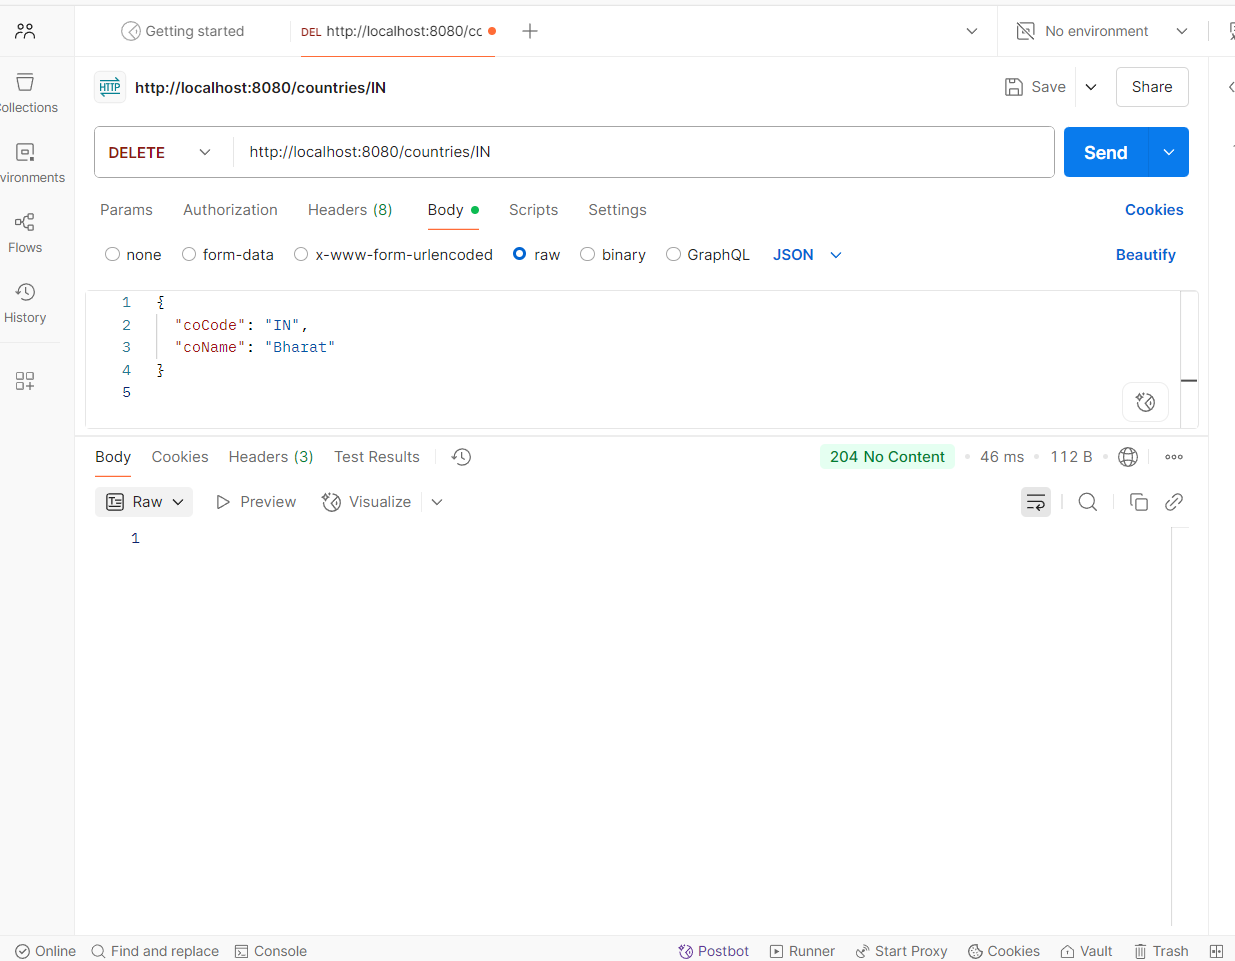 Getting started
DEL http://localhost:8080/cc
No environment
HTTP http://localhost:8080/countries/IN
Save
Share
ollections
DELETE
http://localhost:8080/countries/IN
Send
vironments
Params Authorization Headers (8) Body Scripts Settings Cookies
Flows
none form-data x-www-form-urlencoded raw binary GraphQL JSON Beautify
History
1 {
2 "coCode": "IN",
3 "coName": "Bharat"
4 }
5
Body Cookies Headers (3) Test Results 204 No Content 46 ms 112 B
Raw Preview Visualize
1
Online Find and replace Console Postbot Runner Start Proxy Cookies Vault Trash